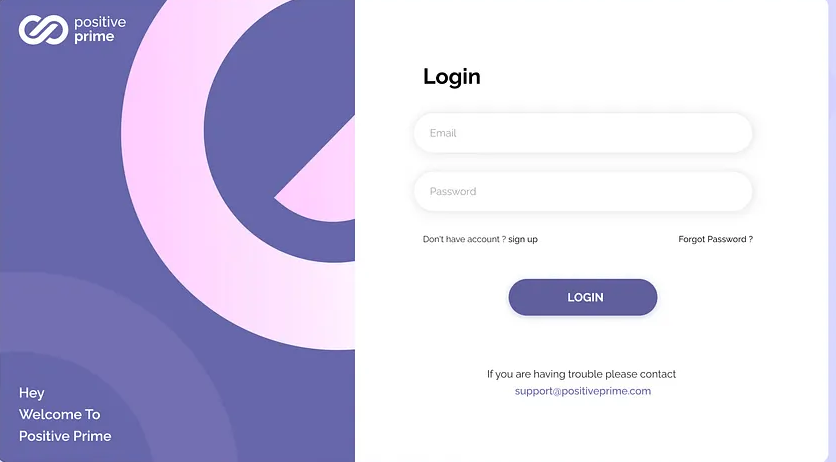 positive
prime
Login
Email
Password
Don't have account ? sign up
Forgot Password ?
LOGIN
If you are having trouble please contact
support@positiveprime.com
Hey
Welcome To
Positive Prime